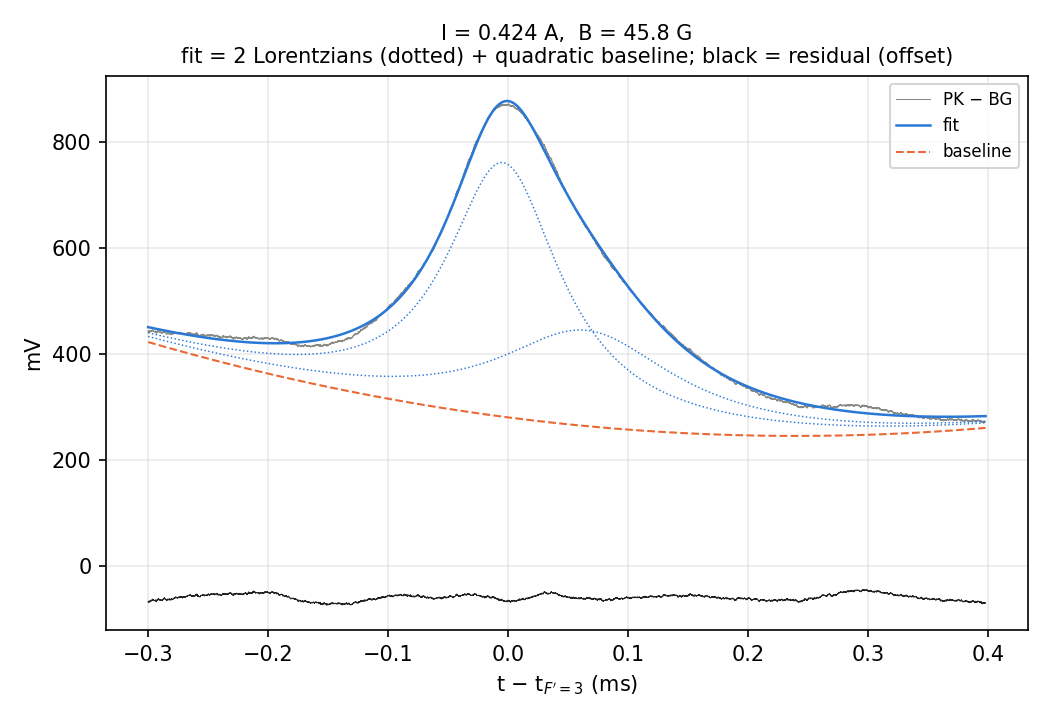 I = 0.424 A,  B = 45.8 G
fit = 2 Lorentzians (dotted) + quadratic baseline; black = residual (offset)
PK − BG
fit
baseline
800
600
400
200
0
mV
−0.3
−0.2
−0.1
0.0
0.1
0.2
0.3
0.4
t − t_{F′=3} (ms)